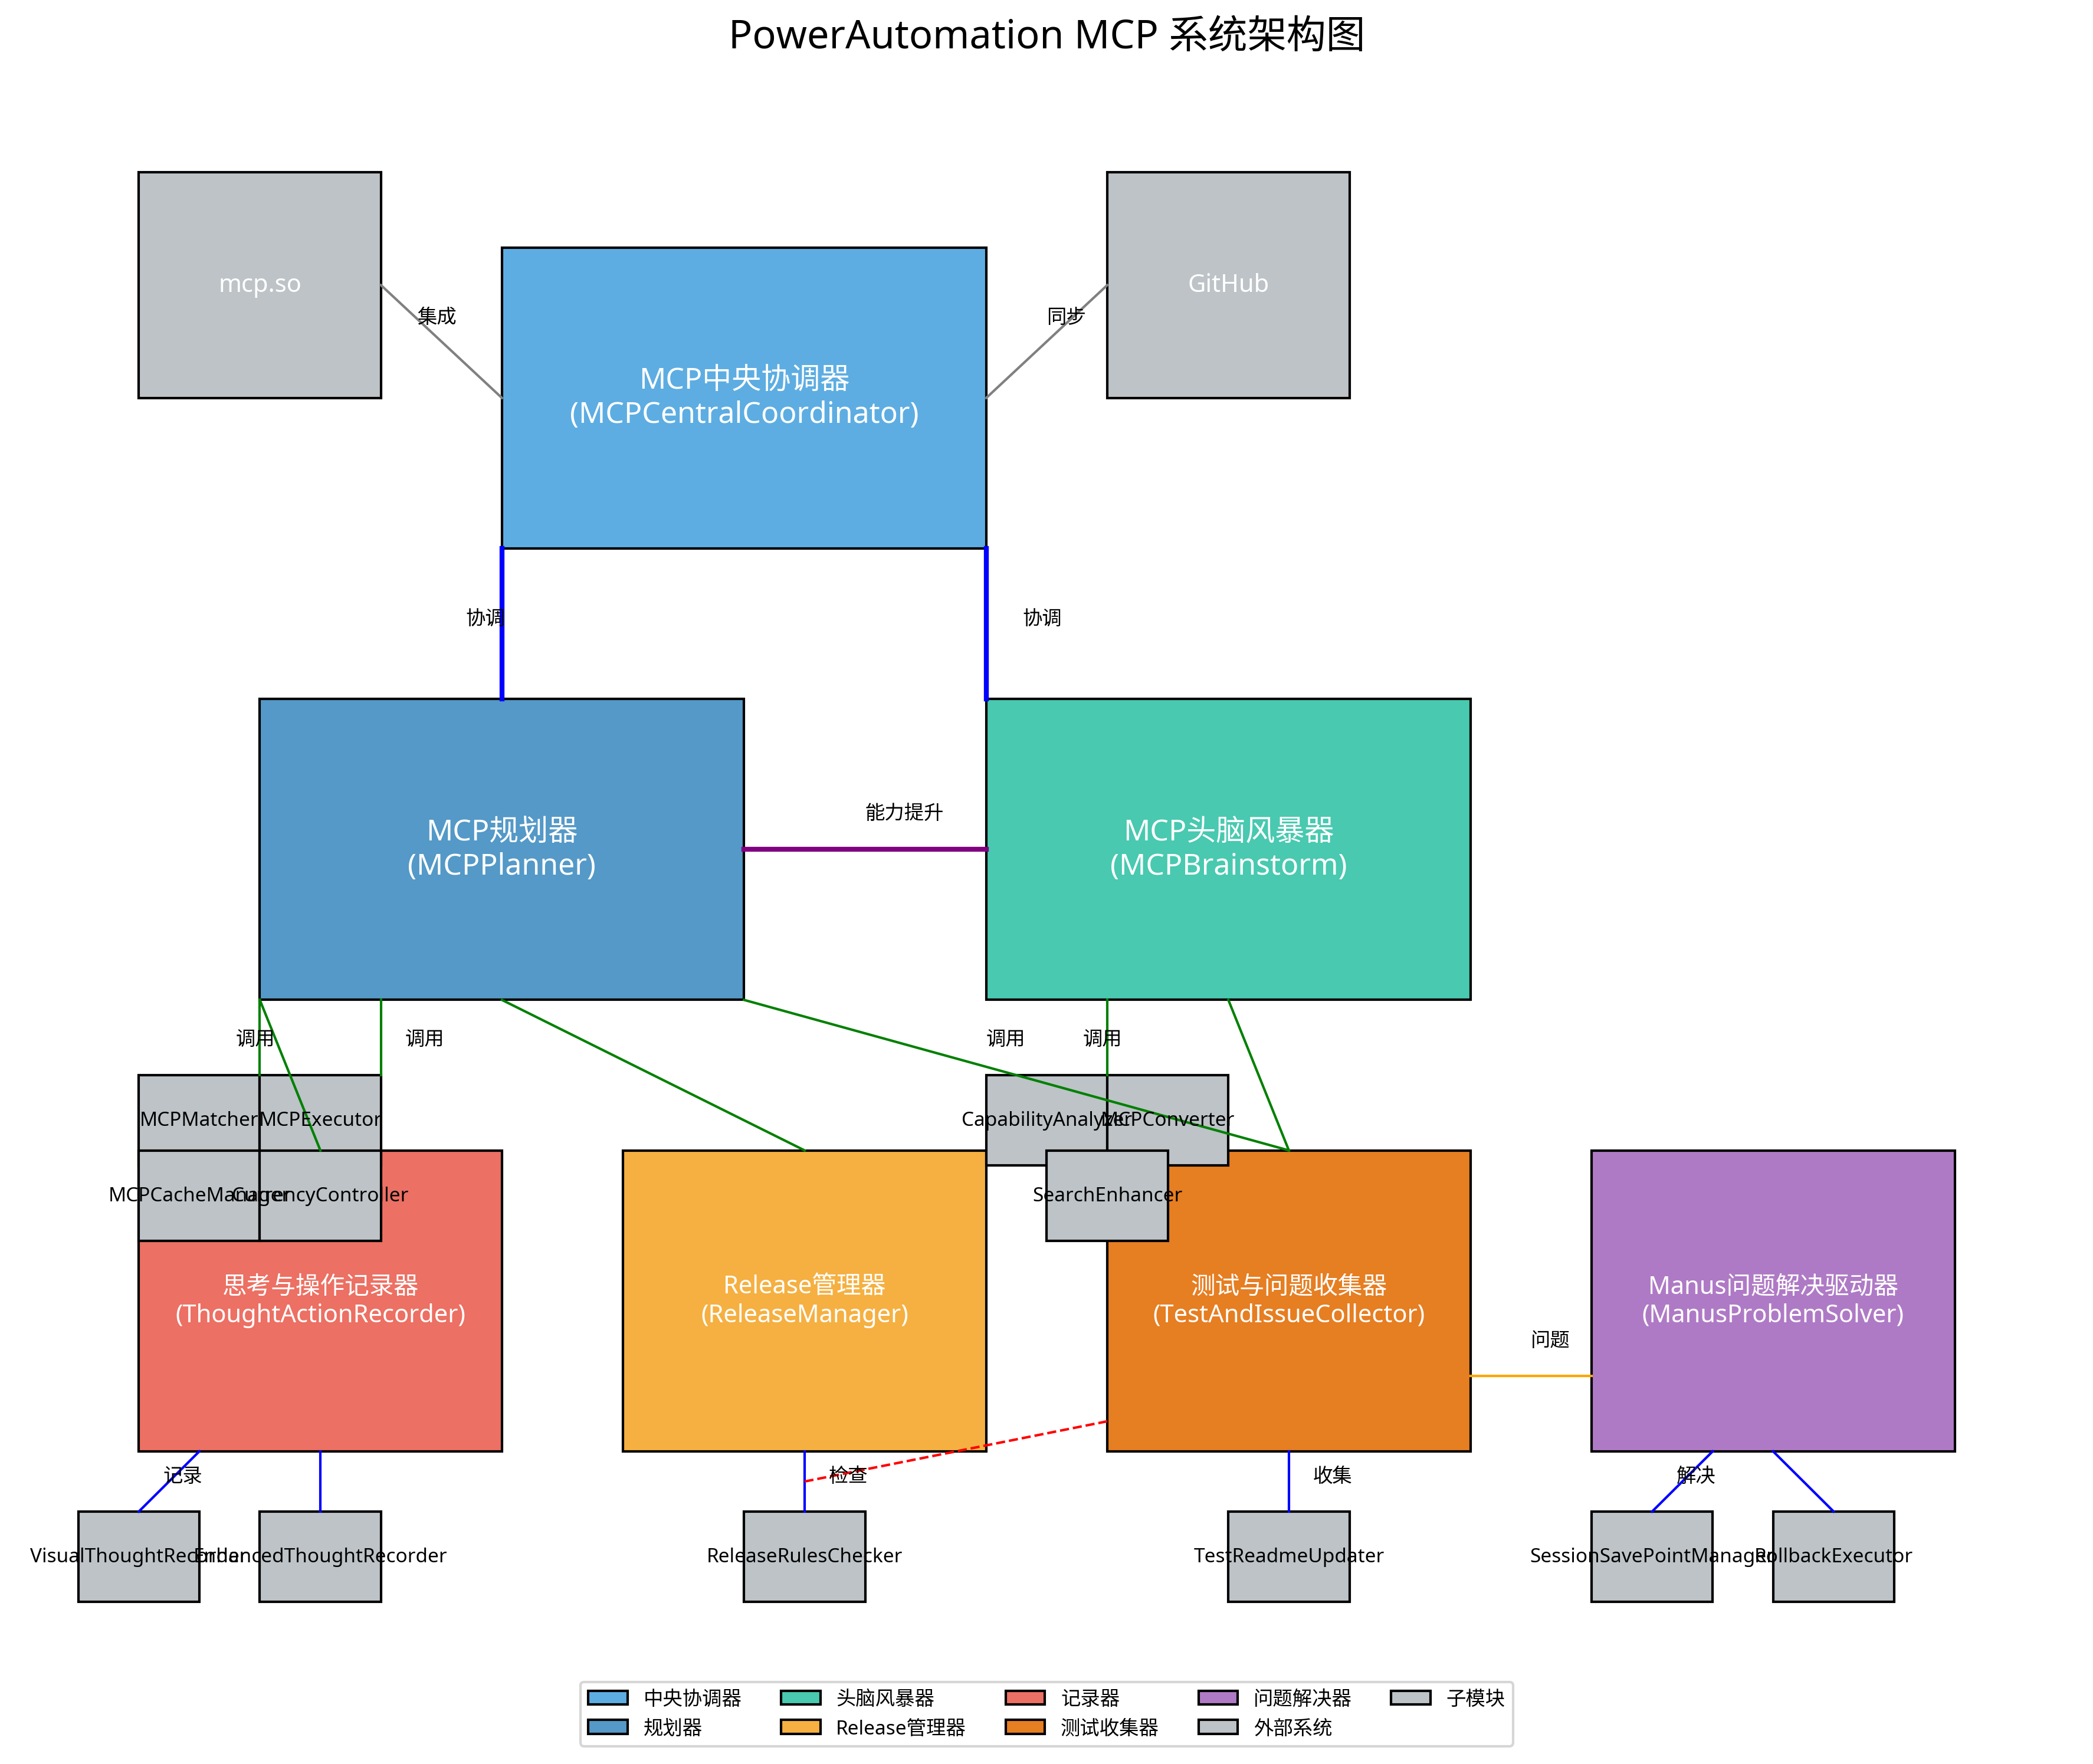 PowerAutomation MCP 系统架构图
mcp.so
GitHub
集成
同步
MCP中央协调器
(MCPCentralCoordinator)
协调
协调
能力提升
MCP规划器
(MCPPlanner)
MCP头脑风暴器
(MCPBrainstorm)
调用
调用
调用
调用
MCPMatcher
MCPExecutor
CapabilityAnalyzer
MCPConverter
MCPCacheManager
CurrencyController
SearchEnhancer
思考与操作记录器
(ThoughtActionRecorder)
Release管理器
(ReleaseManager)
测试与问题收集器
(TestAndIssueCollector)
Manus问题解决驱动器
(ManusProblemSolver)
问题
记录
检查
收集
解决
VisualThoughtRecorder
EnhancedThoughtRecorder
ReleaseRulesChecker
TestReadmeUpdater
SessionSavePointManager
RollbackExecutor
中央协调器
规划器
头脑风暴器
Release管理器
记录器
测试收集器
问题解决器
外部系统
子模块